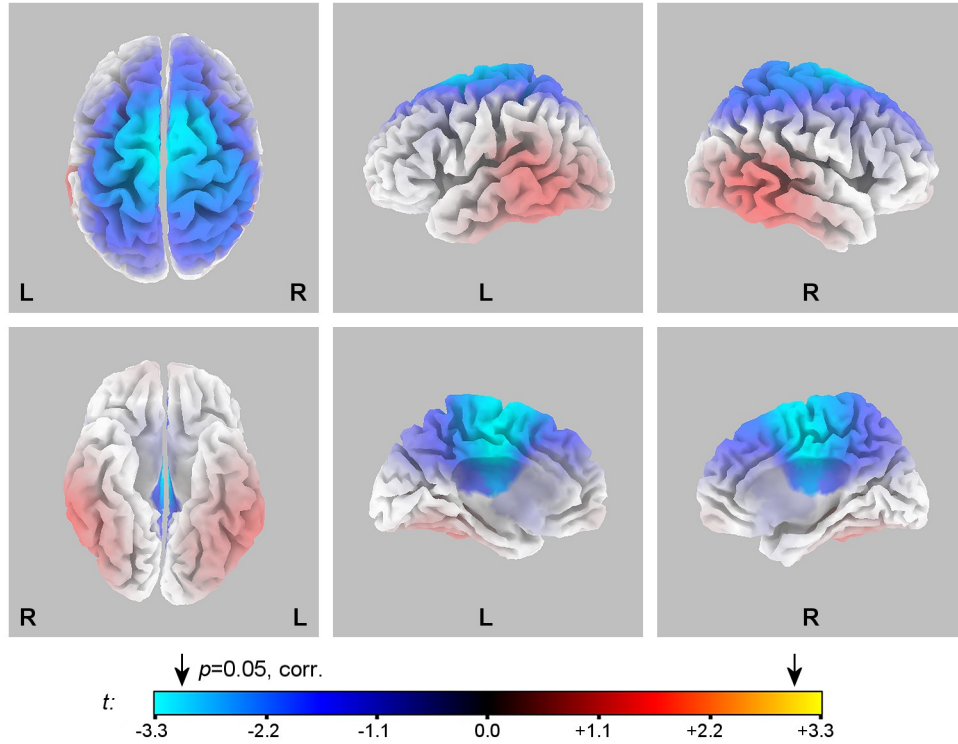 L R
L
R
R L
L
R
p=0.05, corr.
t:
-3.3 -2.2 -1.1 0.0 +1.1 +2.2 +3.3